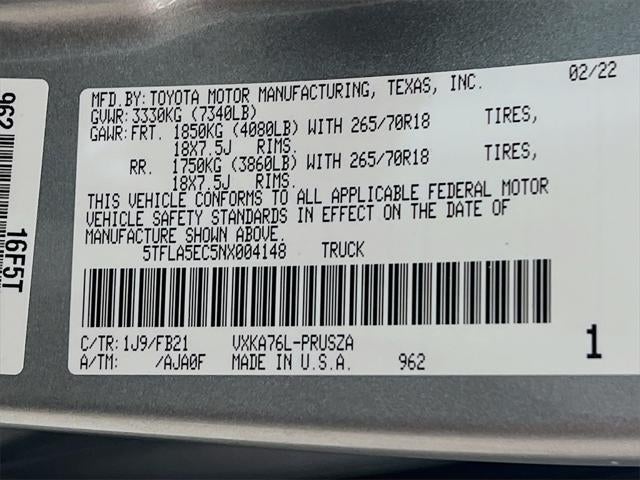 MFD.BY: TOYOTA MOTOR MANUFACTURING, TEXAS, INC. 02/22
GVWR: 3330KG (7340LB)
GAWR: FRT. 1850KG (4080LB) WITH 265/70R18 TIRES,
18X7.5J RIMS.
RR. 1750KG (3860LB) WITH 265/70R18 TIRES,
18X7.5J RIMS.
THIS VEHICLE CONFORMS TO ALL APPLICABLE FEDERAL MOTOR
VEHICLE SAFETY STANDARDS IN EFFECT ON THE DATE OF
MANUFACTURE SHOWN ABOVE.
5TFLA5EC5NX004148 TRUCK
C/TR: 1J9/FB21 VXKA76L-PRUSZA
A/TM: /AJA0F MADE IN U.S.A. 962
1
962 16F5T